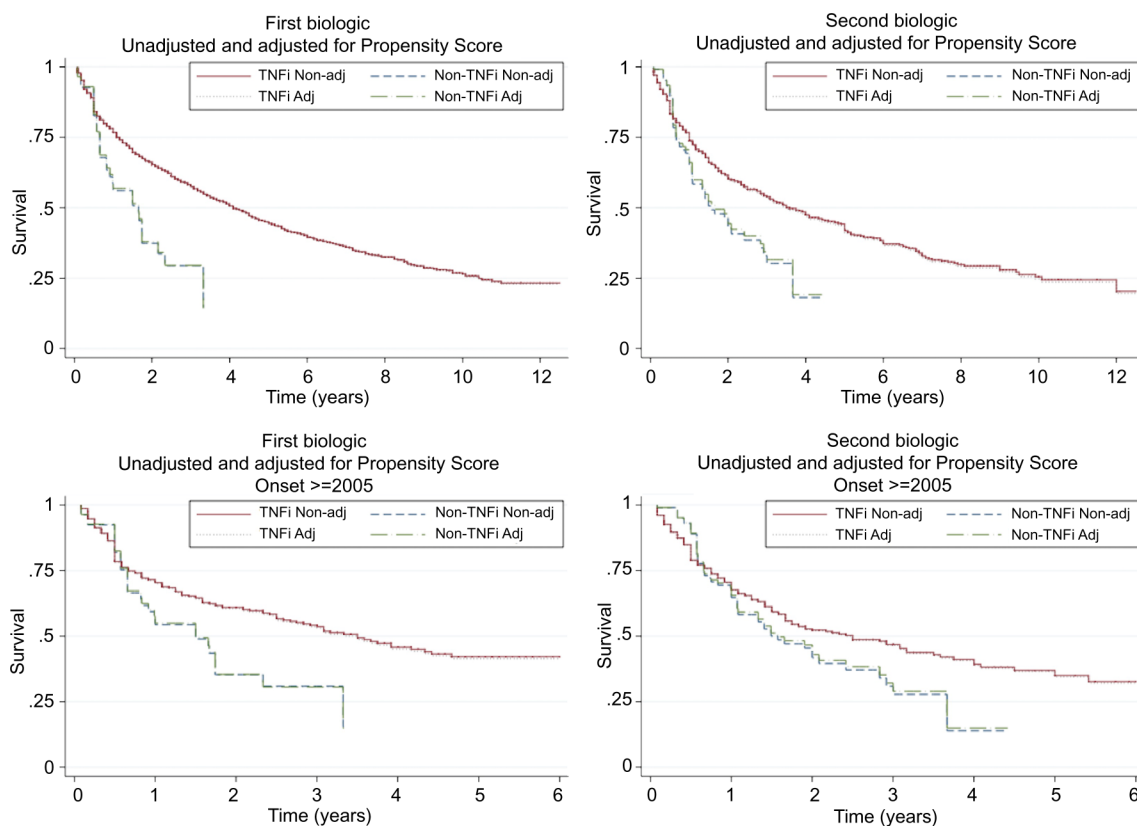 First biologic
Unadjusted and adjusted for Propensity Score
TNFi Non-adj
Non-TNFi Non-adj
TNFi Adj
Non-TNFi Adj
1
.75
.5
.25
0
Survival
0 2 4 6 8 10 12
Time (years)
Second biologic
Unadjusted and adjusted for Propensity Score
TNFi Non-adj
Non-TNFi Non-adj
TNFi Adj
Non-TNFi Adj
1
.75
.5
.25
0
Survival
0 2 4 6 8 10 12
Time (years)
First biologic
Unadjusted and adjusted for Propensity Score
Onset >=2005
TNFi Non-adj
Non-TNFi Non-adj
TNFi Adj
Non-TNFi Adj
1
.75
.5
.25
0
Survival
0 1 2 3 4 5 6
Time (years)
Second biologic
Unadjusted and adjusted for Propensity Score
Onset >=2005
TNFi Non-adj
Non-TNFi Non-adj
TNFi Adj
Non-TNFi Adj
1
.75
.5
.25
0
Survival
0 1 2 3 4 5 6
Time (years)